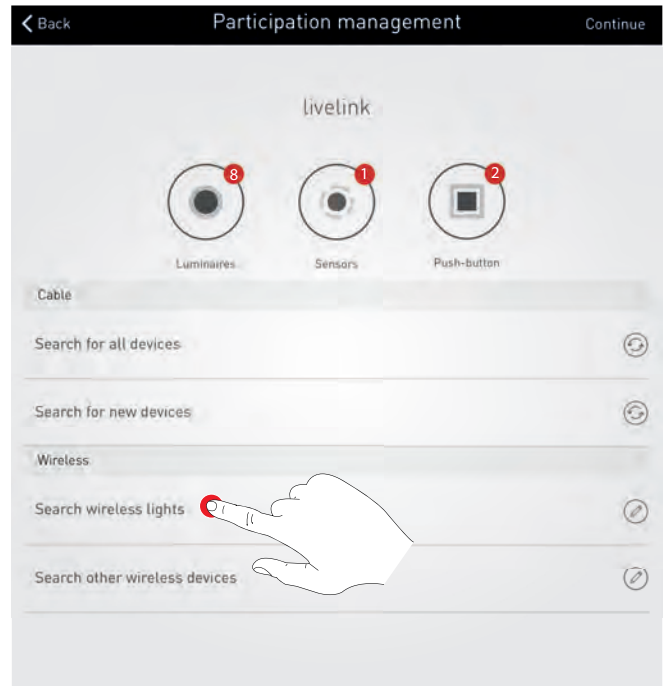 Back Participation management Continue
livelink
8 1 2
Luminaires Sensors Push-button
Cable
Search for all devices
Search for new devices
Wireless
Search wireless lights
Search other wireless devices